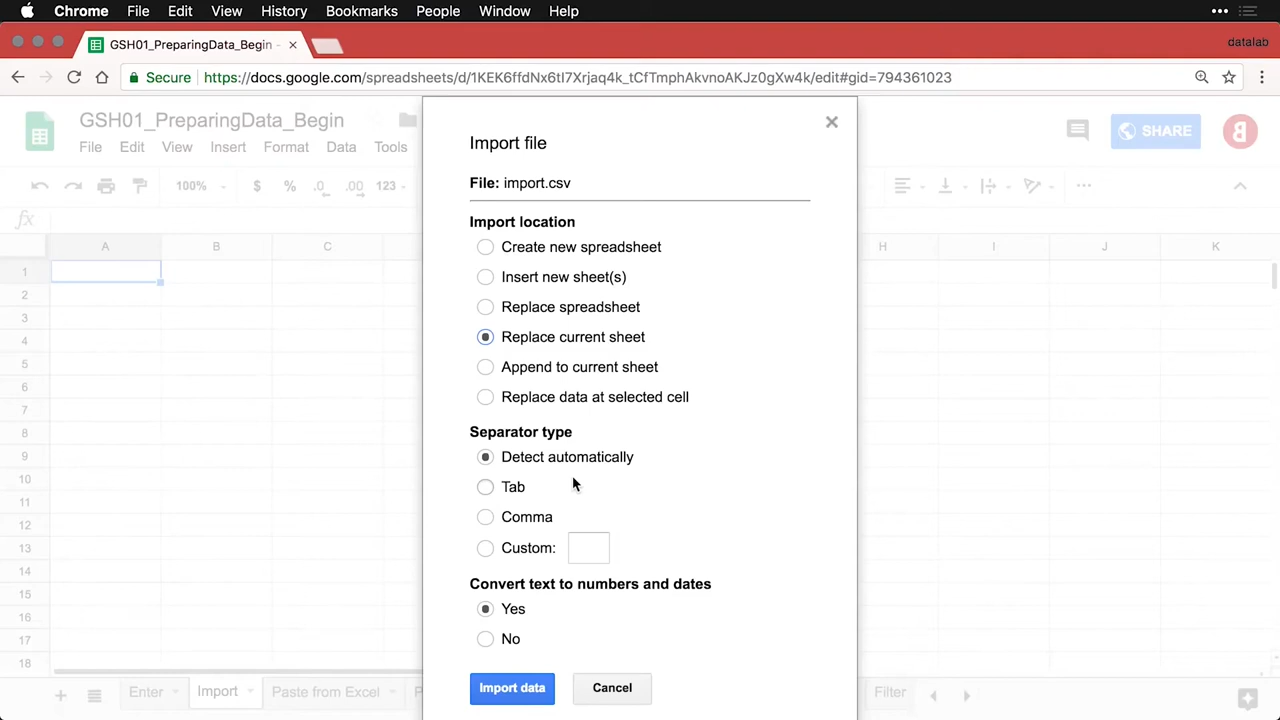 Chrome File Edit View History Bookmarks People Window Help
GSH01_PreparingData_Begin -
datalab
Secure https://docs.google.com/spreadsheets/d/1KEK6ffdNx6tI7Xrjaq4k_tCfTmphAkvnoAKJz0gXw4k/edit#gid=794361023
GSH01_PreparingData_Begin
File Edit View Insert Format Data Tools
SHARE
100% $ % .0 .00 123
fx
A B C H I J K
1
2
3
4
5
6
7
8
9
10
11
12
13
14
15
16
17
18
Import file
File: import.csv
Import location
Create new spreadsheet
Insert new sheet(s)
Replace spreadsheet
Replace current sheet
Append to current sheet
Replace data at selected cell
Separator type
Detect automatically
Tab
Comma
Custom:
Convert text to numbers and dates
Yes
No
Import data Cancel
Enter Import Paste from Excel Filter